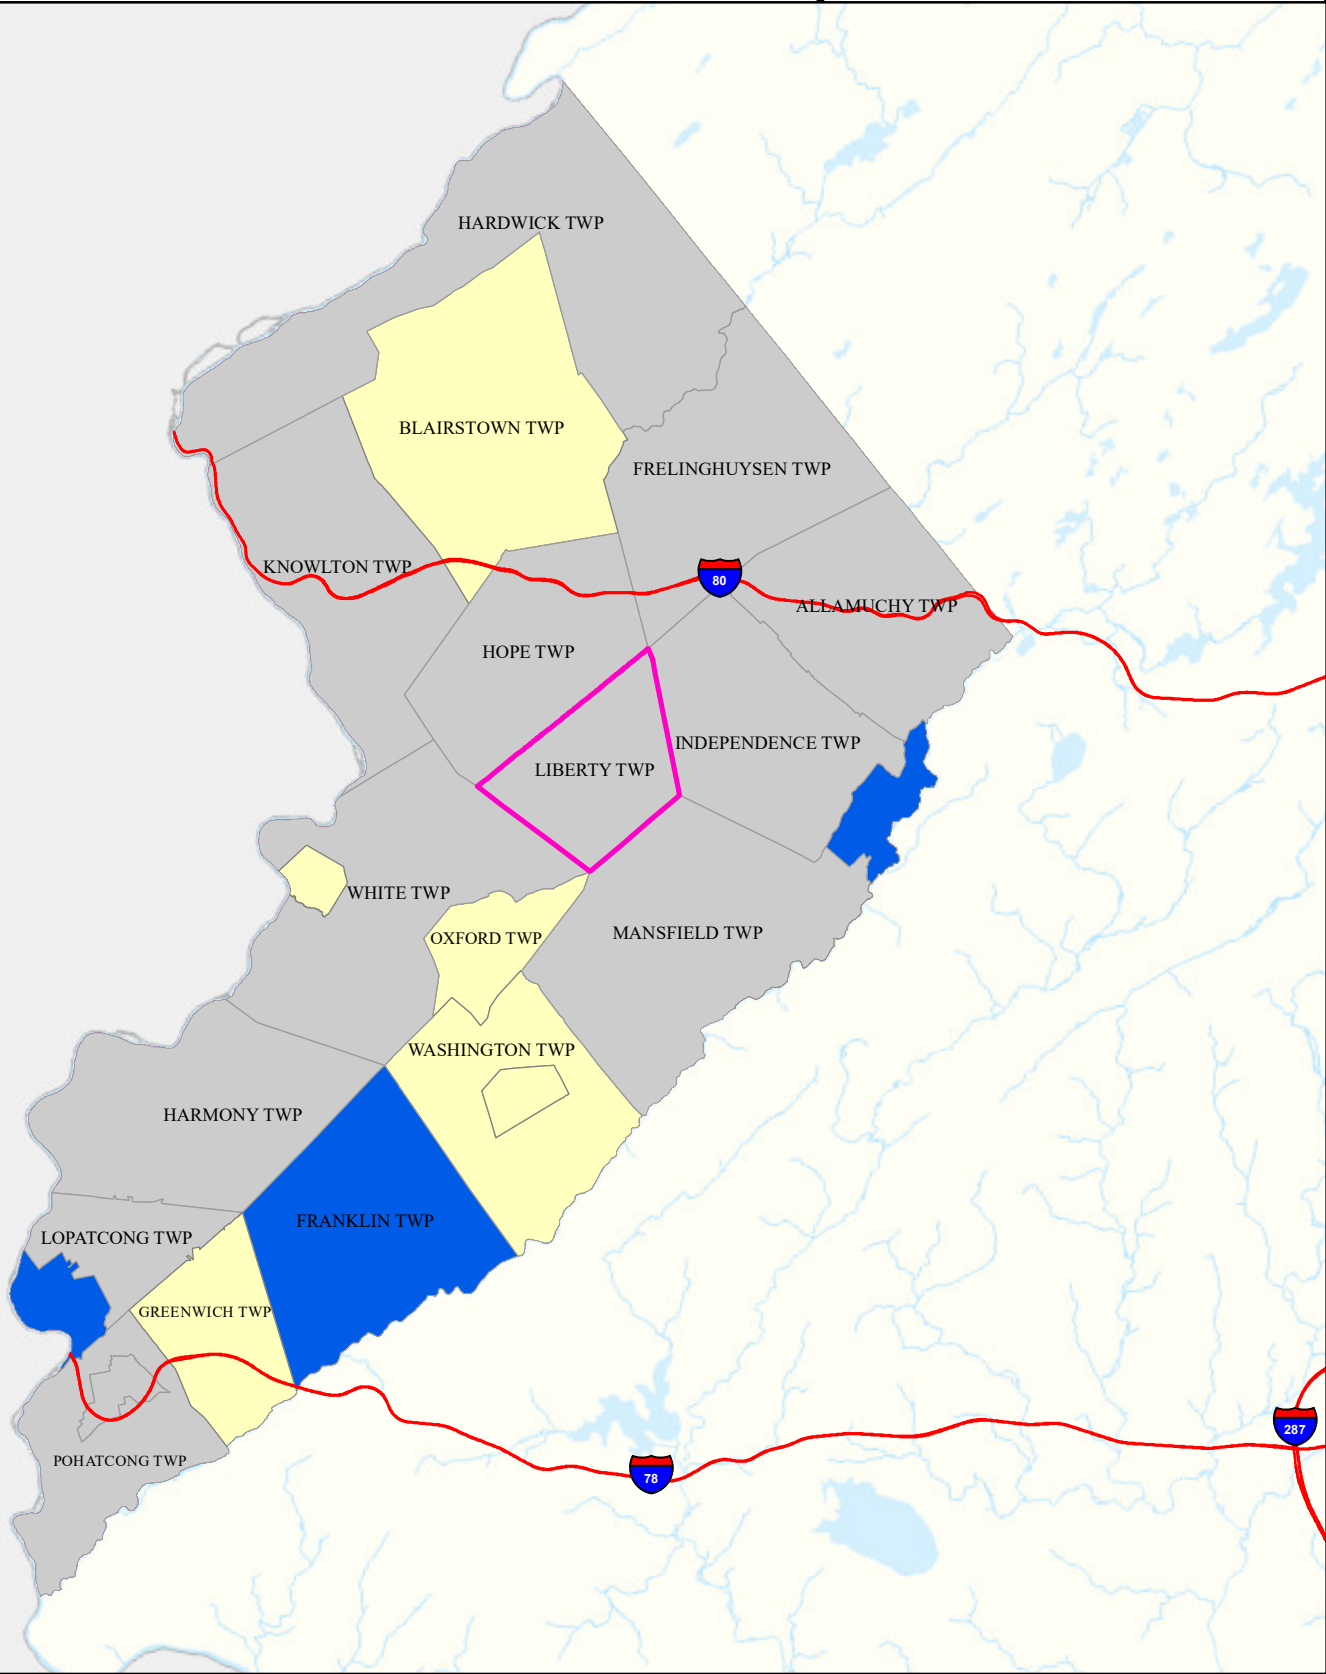 HARDWICK TWP
BLAIRSTOWN TWP
FRELINGHUYSEN TWP
KNOWLTON TWP
80
ALLAMUCHY TWP
HOPE TWP
INDEPENDENCE TWP
LIBERTY TWP
WHITE TWP
OXFORD TWP
MANSFIELD TWP
WASHINGTON TWP
HARMONY TWP
FRANKLIN TWP
LOPATCONG TWP
GREENWICH TWP
287
POHATCONG TWP
78